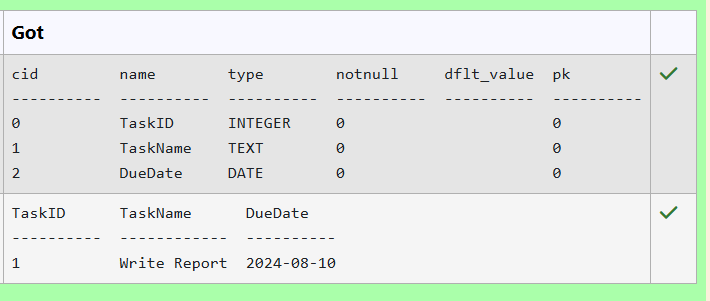 Got
cid         name        type        notnull     dflt_value  pk
----------  ----------  ----------  ----------  ----------  ----------
0           TaskID      INTEGER     0                       0
1           TaskName    TEXT        0                       0
2           DueDate     DATE        0                       0
TaskID      TaskName      DueDate
----------  ------------  ----------
1           Write Report  2024-08-10